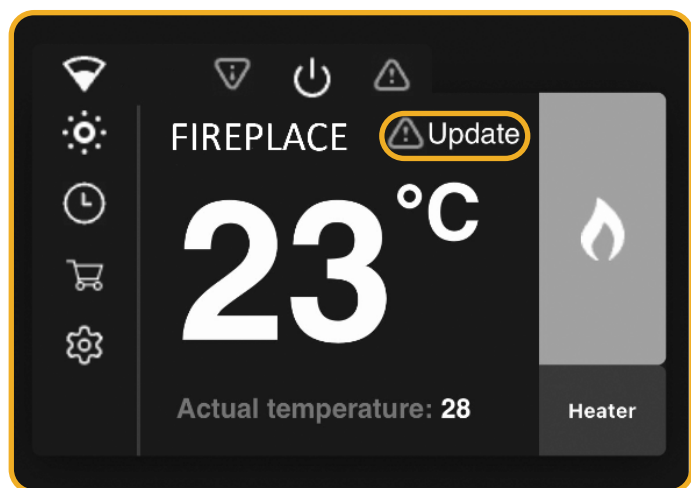 FIREPLACE
Update
23°C
Actual temperature: 28
Heater